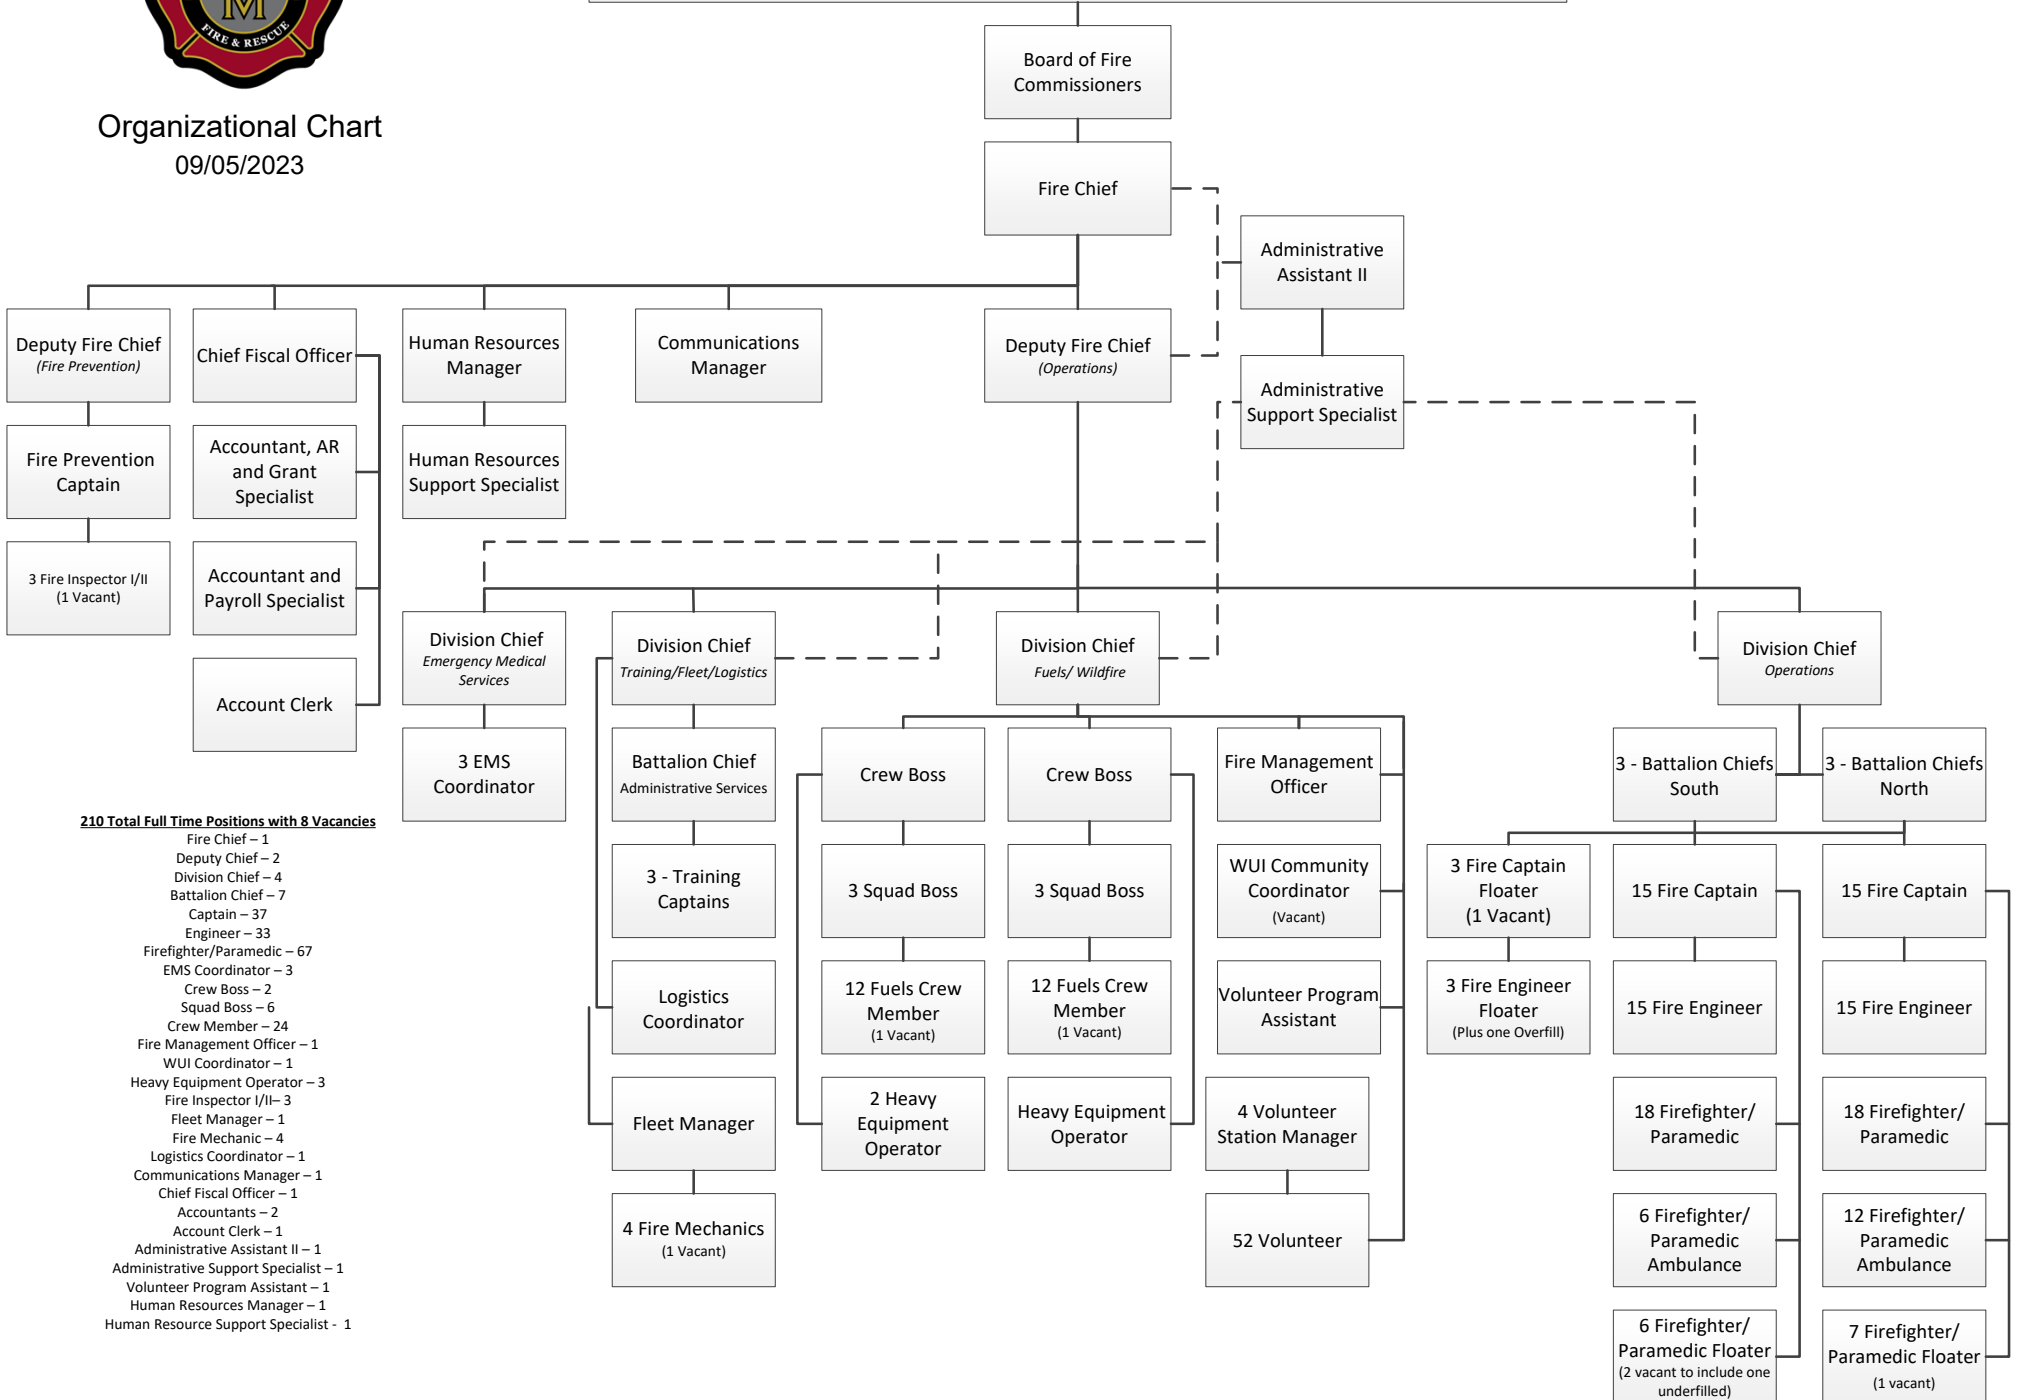 M
FIRE & RESCUE
Organizational Chart
09/05/2023
Board of Fire
Commissioners
Fire Chief
Administrative
Assistant II
Administrative
Support Specialist
Deputy Fire Chief
(Fire Prevention)
Chief Fiscal Officer
Human Resources
Manager
Communications
Manager
Deputy Fire Chief
(Operations)
Fire Prevention
Captain
Accountant, AR
and Grant
Specialist
Human Resources
Support Specialist
3 Fire Inspector I/II
(1 Vacant)
Accountant and
Payroll Specialist
Account Clerk
Division Chief
Emergency Medical
Services
Division Chief
Training/Fleet/Logistics
Division Chief
Fuels/ Wildfire
Division Chief
Operations
3 EMS
Coordinator
Battalion Chief
Administrative Services
Crew Boss
Crew Boss
Fire Management
Officer
3 - Battalion Chiefs
South
3 - Battalion Chiefs
North
3 - Training
Captains
3 Squad Boss
3 Squad Boss
WUI Community
Coordinator
(Vacant)
3 Fire Captain
Floater
(1 Vacant)
15 Fire Captain
15 Fire Captain
Logistics
Coordinator
12 Fuels Crew
Member
(1 Vacant)
12 Fuels Crew
Member
(1 Vacant)
Volunteer Program
Assistant
3 Fire Engineer
Floater
(Plus one Overfill)
15 Fire Engineer
15 Fire Engineer
Fleet Manager
2 Heavy
Equipment
Operator
Heavy Equipment
Operator
4 Volunteer
Station Manager
18 Firefighter/
Paramedic
18 Firefighter/
Paramedic
4 Fire Mechanics
(1 Vacant)
52 Volunteer
6 Firefighter/
Paramedic
Ambulance
12 Firefighter/
Paramedic
Ambulance
6 Firefighter/
Paramedic Floater
(2 vacant to include one
underfilled)
7 Firefighter/
Paramedic Floater
(1 vacant)
210 Total Full Time Positions with 8 Vacancies
Fire Chief – 1
Deputy Chief – 2
Division Chief – 4
Battalion Chief – 7
Captain – 37
Engineer – 33
Firefighter/Paramedic – 67
EMS Coordinator – 3
Crew Boss – 2
Squad Boss – 6
Crew Member – 24
Fire Management Officer – 1
WUI Coordinator – 1
Heavy Equipment Operator – 3
Fire Inspector I/II– 3
Fleet Manager – 1
Fire Mechanic – 4
Logistics Coordinator – 1
Communications Manager – 1
Chief Fiscal Officer – 1
Accountants – 2
Account Clerk – 1
Administrative Assistant II – 1
Administrative Support Specialist – 1
Volunteer Program Assistant – 1
Human Resources Manager – 1
Human Resource Support Specialist - 1